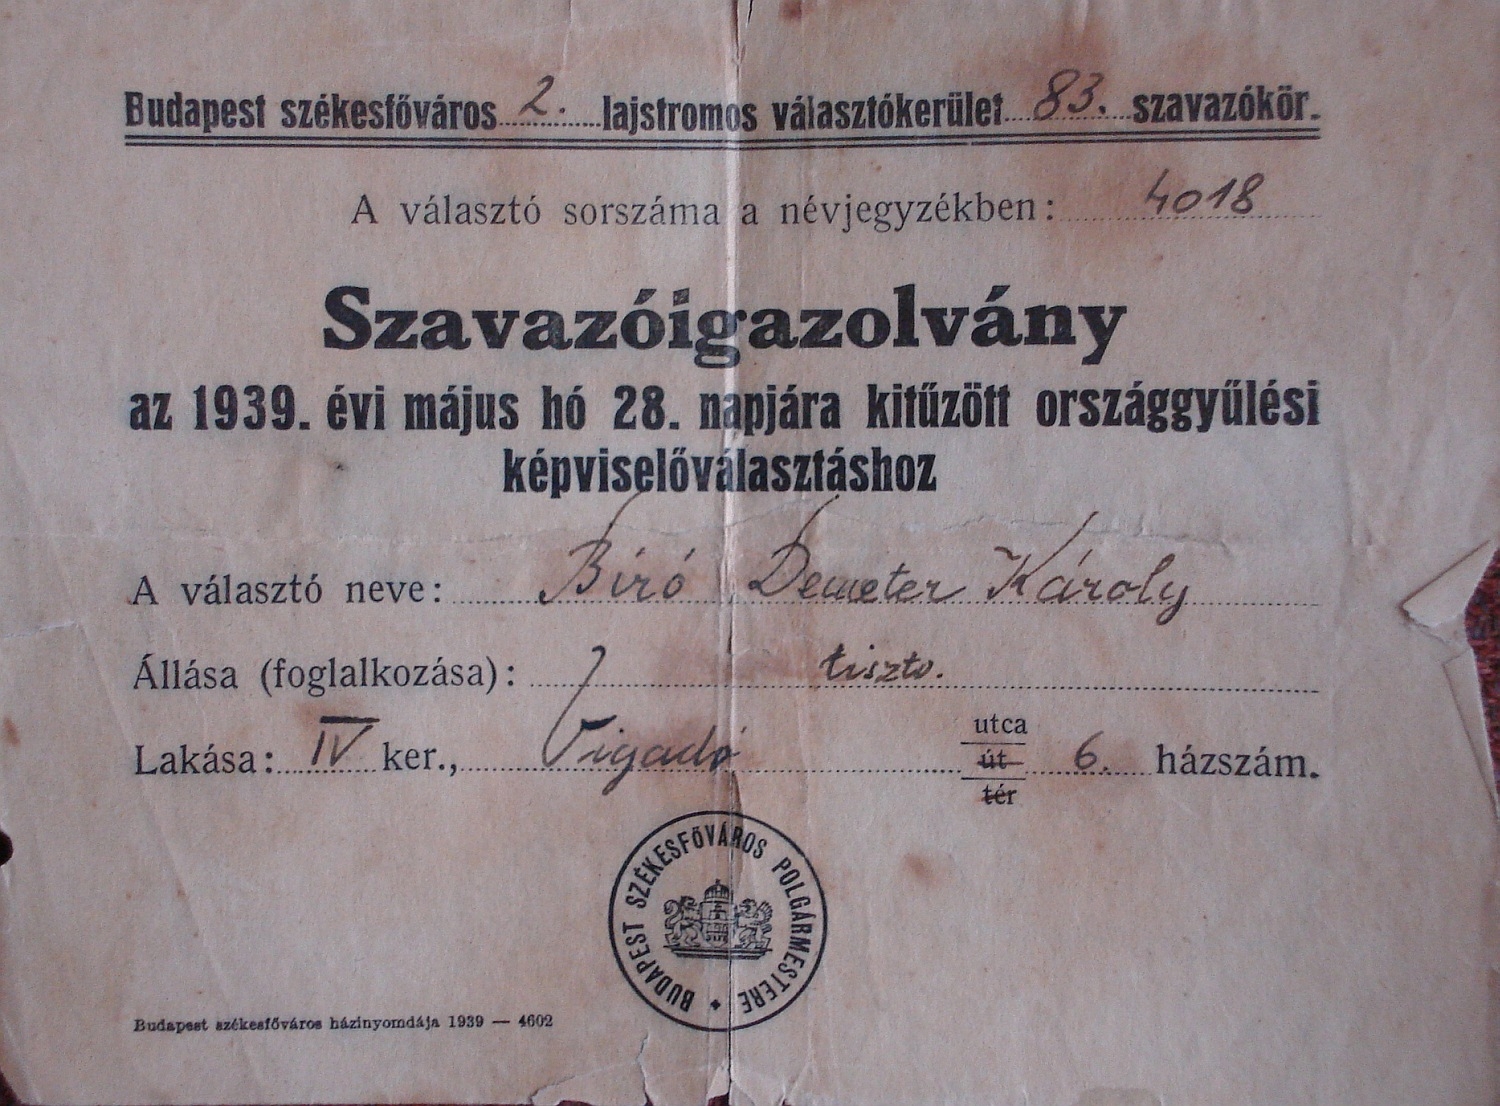 Budapest székesfőváros 2. lajstromos választókerület 83. szavazókör.
A választó sorszáma a névjegyzékben: 4018
Szavazóigazolvány
az 1939. évi május hó 28. napjára kitűzött országgyűlési
képviselőválasztáshoz
A választó neve: Biró Demeter Károly
Állása (foglalkozása): tisztv.
Lakása: IV ker., Vigadó utca út tér 6. házszám.
BUDAPEST SZÉKESFŐVÁROS POLGÁRMESTERE
Budapest székesfőváros házinyomdája 1939 — 4602